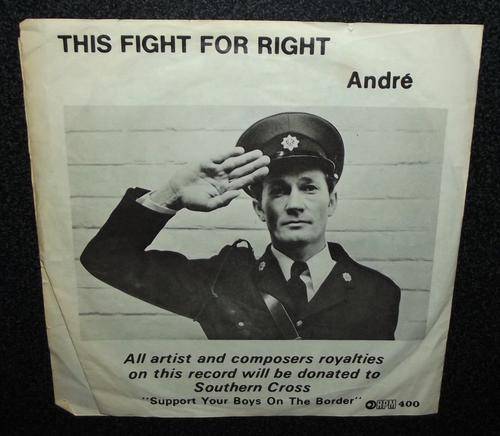 THIS FIGHT FOR RIGHT
André
All artist and composers royalties
on this record will be donated to
Southern Cross
"Support Your Boys On The Border"
RPM 400